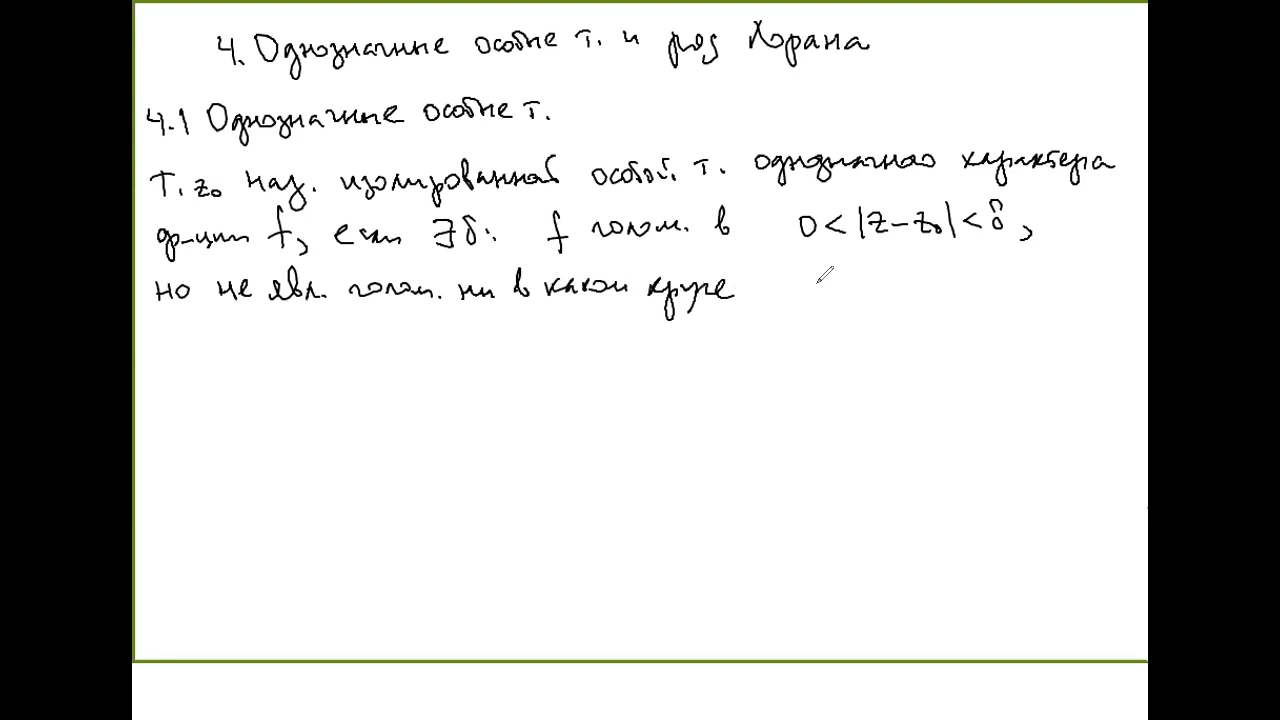 4. Однозначные особые т. и ряд Лорана
4.1 Однозначные особые т.
Т. z₀ наз. изолированной особой т. однозначного характера
ф-ции f, если ∃δ: f голом. в 0 < |z − z₀| < δ,
но не явл. голом. ни в каком круге